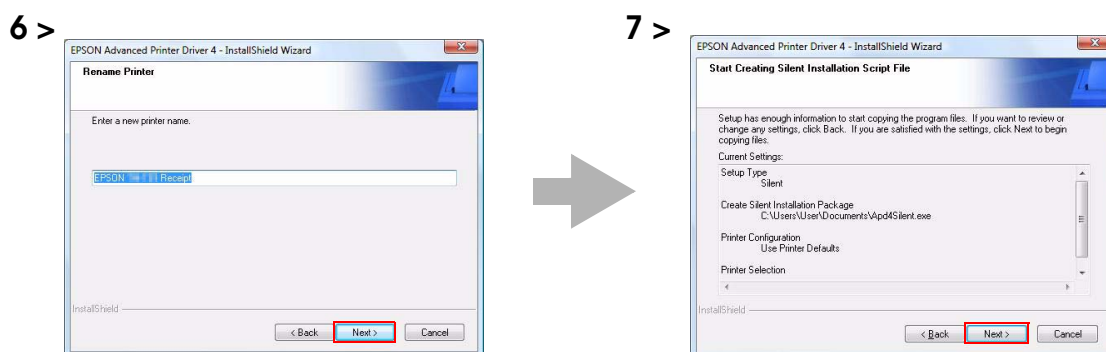 6 >
EPSON Advanced Printer Driver 4 - InstallShield Wizard
Rename Printer
Enter a new printer name.
EPSON Receipt
InstallShield
< Back Next > Cancel
7 >
EPSON Advanced Printer Driver 4 - InstallShield Wizard
Start Creating Silent Installation Script File
Setup has enough information to start copying the program files. If you want to review or
change any settings, click Back. If you are satisfied with the settings, click Next to begin
copying files.
Current Settings:
Setup Type
Silent
Create Silent Installation Package
C:\Users\User\Documents\Apd4Silent.exe
Printer Configuration
Use Printer Defaults
Printer Selection
InstallShield
< Back Next > Cancel